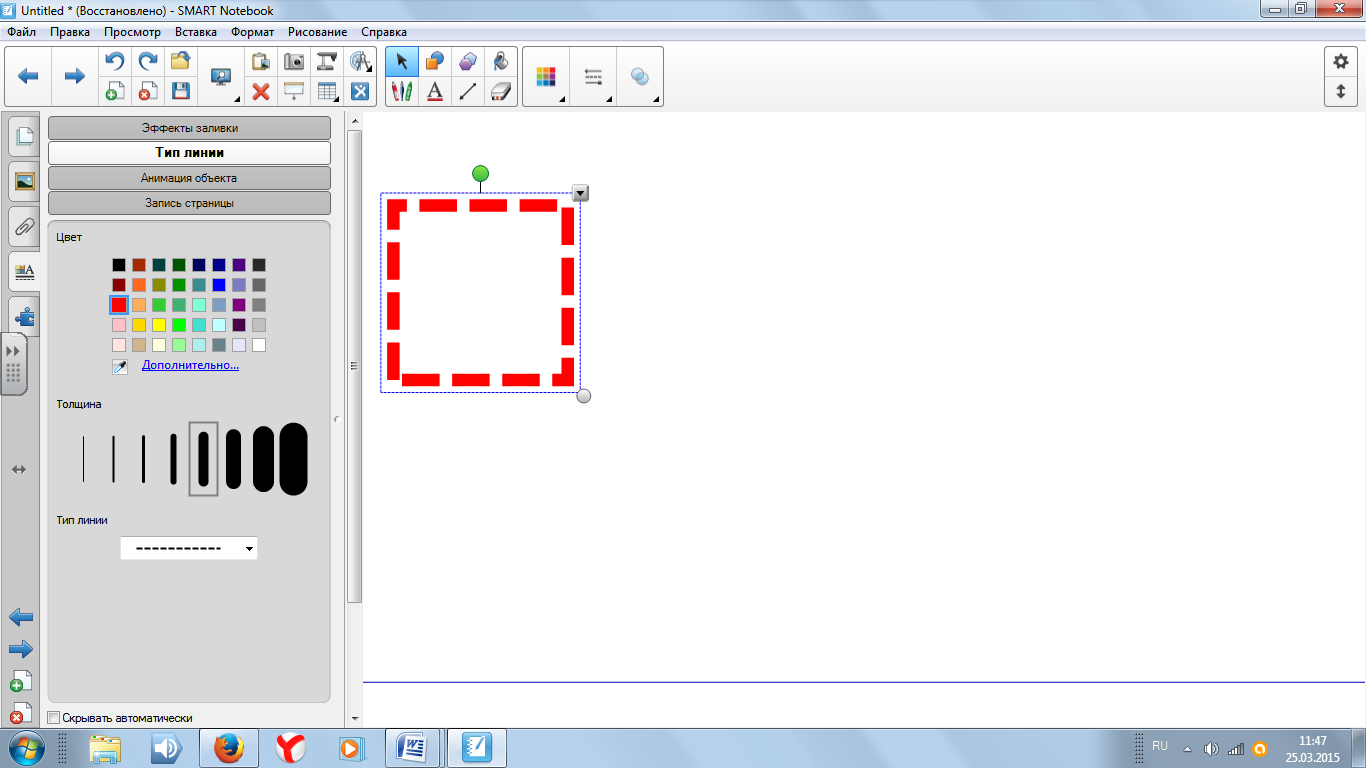 Untitled * (Восстановлено) - SMART Notebook
Файл Правка Просмотр Вставка Формат Рисование Справка
Эффекты заливки
Тип линии
Анимация объекта
Запись страницы
Цвет
Дополнительно...
Толщина
Тип линии
Скрывать автоматически
RU
11:47
25.03.2015